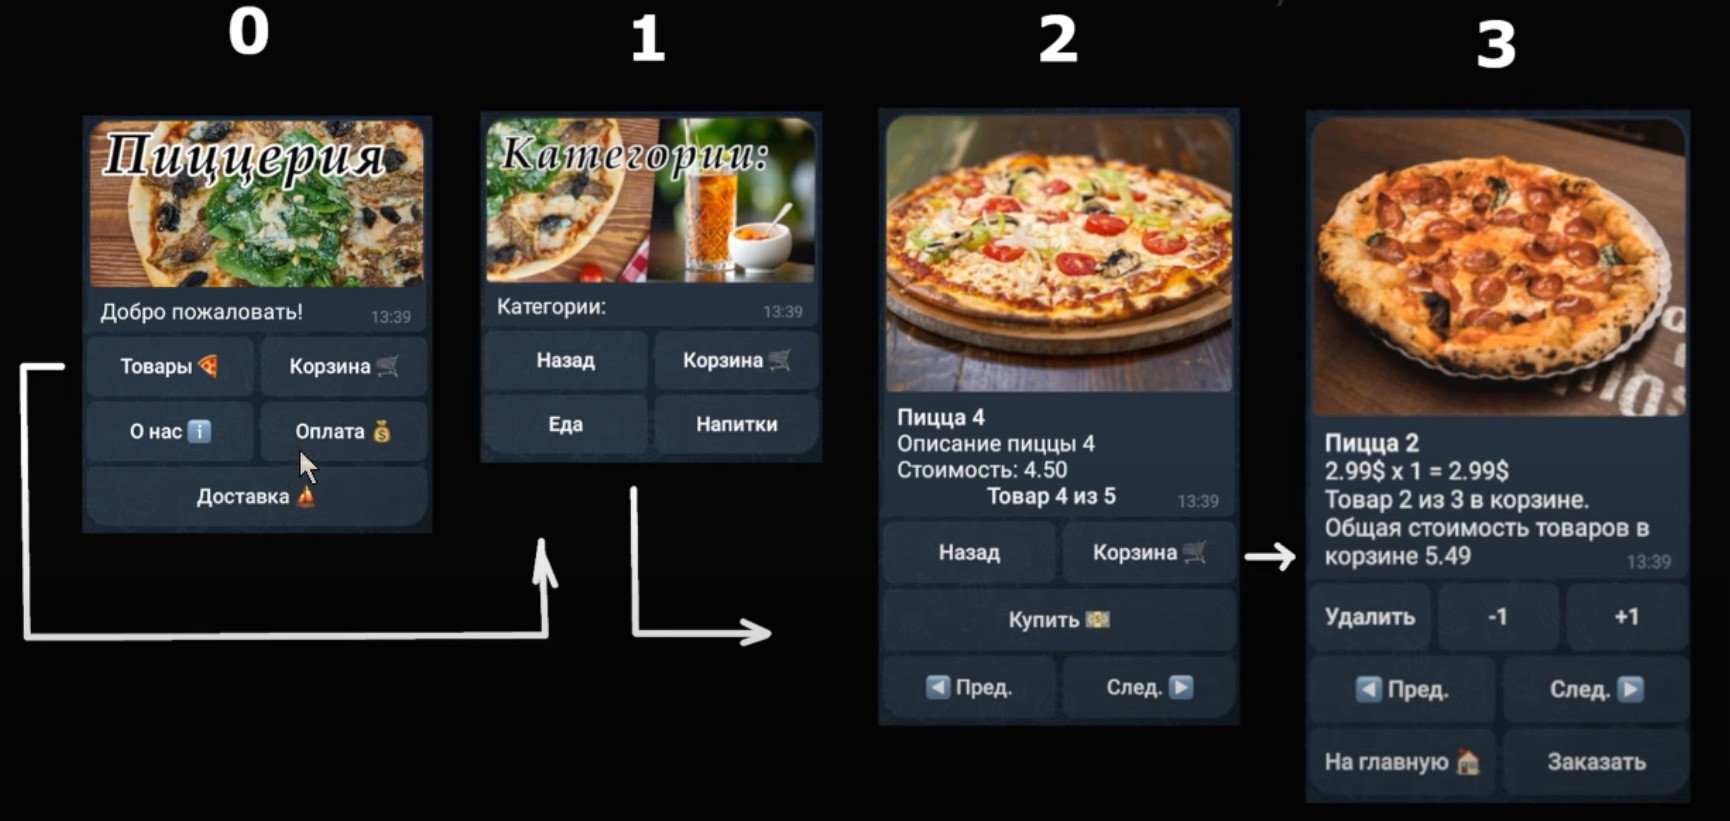 0
1
2
3
Пиццерия
Добро пожаловать!
13:39
Товары
Корзина
О нас
Оплата
Доставка
Категории:
Категории:
13:39
Назад
Корзина
Еда
Напитки
Пицца 4
Описание пиццы 4
Стоимость: 4.50
Товар 4 из 5
13:39
Назад
Корзина
Купить
Пред.
След.
Пицца 2
2.99$ x 1 = 2.99$
Товар 2 из 3 в корзине.
Общая стоимость товаров в
корзине 5.49
13:39
Удалить
-1
+1
Пред.
След.
На главную
Заказать